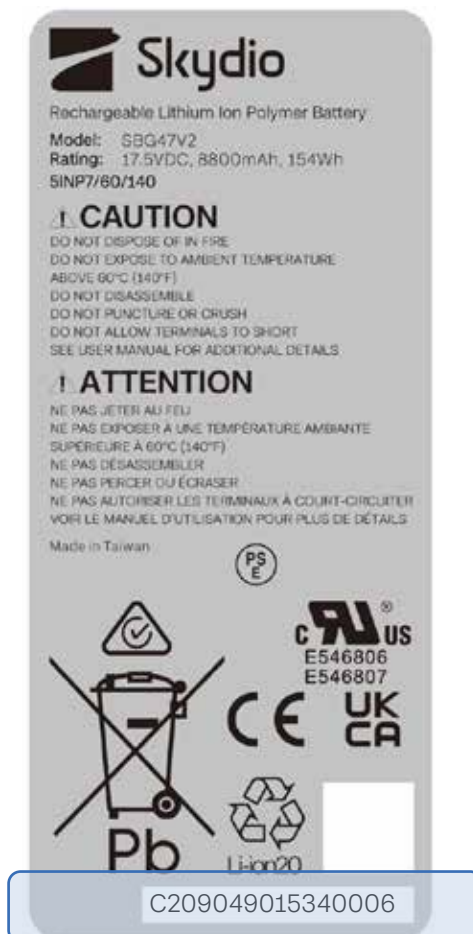 Skydio
Rechargeable Lithium Ion Polymer Battery
Model: SBG47V2
Rating: 17.5VDC, 8800mAh, 154Wh
5INP7/60/140
CAUTION
DO NOT DISPOSE OF IN FIRE
DO NOT EXPOSE TO AMBIENT TEMPERATURE
ABOVE 60°C (140°F)
DO NOT DISASSEMBLE
DO NOT PUNCTURE OR CRUSH
DO NOT ALLOW TERMINALS TO SHORT
SEE USER MANUAL FOR ADDITIONAL DETAILS
ATTENTION
NE PAS JETER AU FEU
NE PAS EXPOSER À UNE TEMPÉRATURE AMBIANTE
SUPÉRIEURE À 60°C (140°F)
NE PAS DÉSASSEMBLER
NE PAS PERCER OU ÉCRASER
NE PAS AUTORISER LES TERMINAUX À COURT-CIRCUITER
VOIR LE MANUEL D'UTILISATION POUR PLUS DE DÉTAILS
Made in Taiwan
PS
E
C RU ® US
E546806
E546807
CE
UK
CA
Pb
Li-ion20
C209049015340006